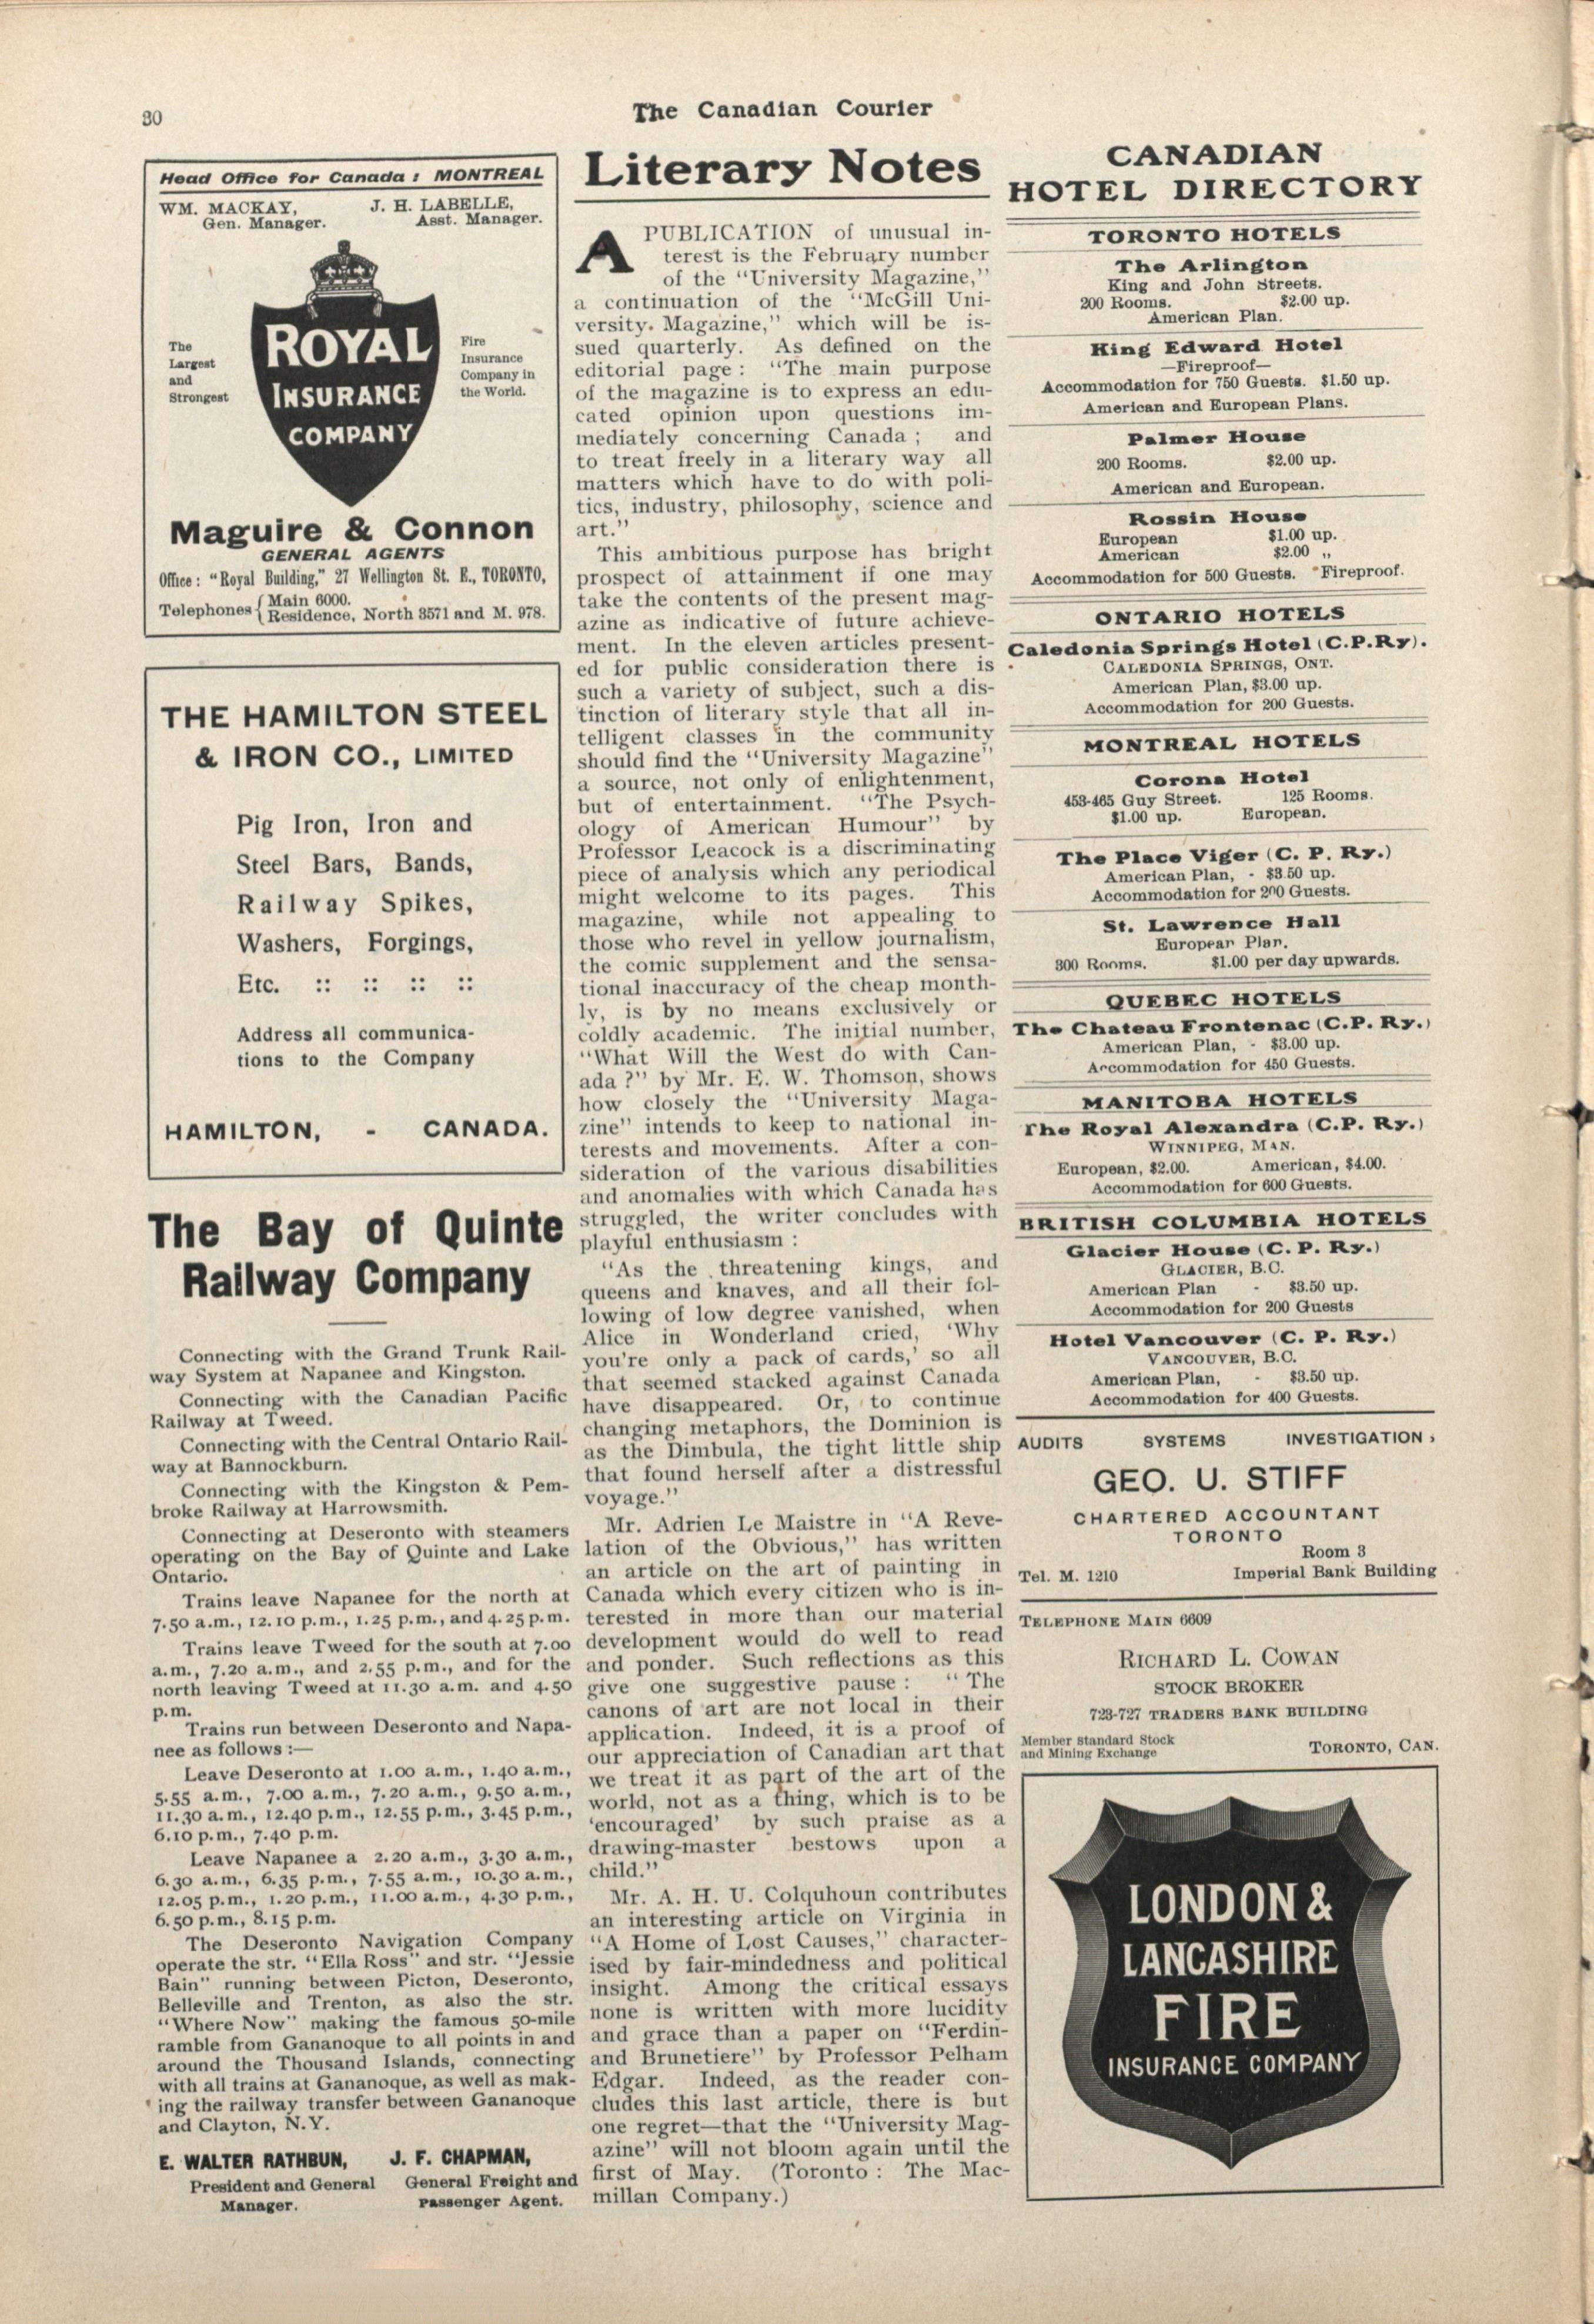 30
The Canadian Courier
Head Office for Canada : MONTREAL
WM. MACKAY,
Gen. Manager.
J. H. LABELLE,
Asst. Manager.
The
Largest
and
Strongest
ROYAL
INSURANCE
COMPANY
Fire
Insurance
Company in
the World.
Maguire & Connon
GENERAL AGENTS
Office : "Royal Building," 27 Wellington St. E., TORONTO,
Telephones { Main 6000.
Residence, North 3571 and M. 978.
THE HAMILTON STEEL
& IRON CO., LIMITED
Pig Iron, Iron and
Steel Bars, Bands,
Railway Spikes,
Washers, Forgings,
Etc. :: :: :: ::
Address all communica-
tions to the Company
HAMILTON, - CANADA.
The Bay of Quinte
Railway Company
Connecting with the Grand Trunk Rail-
way System at Napanee and Kingston.
Connecting with the Canadian Pacific
Railway at Tweed.
Connecting with the Central Ontario Rail-
way at Bannockburn.
Connecting with the Kingston & Pem-
broke Railway at Harrowsmith.
Connecting at Deseronto with steamers
operating on the Bay of Quinte and Lake
Ontario.
Trains leave Napanee for the north at
7.50 a.m., 12.10 p.m., 1.25 p.m., and 4.25 p.m.
Trains leave Tweed for the south at 7.00
a.m., 7.20 a.m., and 2.55 p.m., and for the
north leaving Tweed at 11.30 a.m. and 4.50
p.m.
Trains run between Deseronto and Napa-
nee as follows :—
Leave Deseronto at 1.00 a.m., 1.40 a.m.,
5.55 a.m., 7.00 a.m., 7.20 a.m., 9.50 a.m.,
11.30 a.m., 12.40 p.m., 12.55 p.m., 3.45 p.m.,
6.10 p.m., 7.40 p.m.
Leave Napanee a 2.20 a.m., 3.30 a.m.,
6.30 a.m., 6.35 p.m., 7.55 a.m., 10.30 a.m.,
12.05 p.m., 1.20 p.m., 11.00 a.m., 4.30 p.m.,
6.50 p.m., 8.15 p.m.
The Deseronto Navigation Company
operate the str. "Ella Ross" and str. "Jessie
Bain" running between Picton, Deseronto,
Belleville and Trenton, as also the str.
"Where Now" making the famous 50-mile
ramble from Gananoque to all points in and
around the Thousand Islands, connecting
with all trains at Gananoque, as well as mak-
ing the railway transfer between Gananoque
and Clayton, N.Y.
E. WALTER RATHBUN,
President and General
Manager.
J. F. CHAPMAN,
General Freight and
Passenger Agent.
Literary Notes
A PUBLICATION of unusual in-
terest is the February number
of the "University Magazine,"
a continuation of the "McGill Uni-
versity. Magazine," which will be is-
sued quarterly. As defined on the
editorial page : "The main purpose
of the magazine is to express an edu-
cated opinion upon questions im-
mediately concerning Canada ; and
to treat freely in a literary way all
matters which have to do with poli-
tics, industry, philosophy, science and
art."
This ambitious purpose has bright
prospect of attainment if one may
take the contents of the present mag-
azine as indicative of future achieve-
ment. In the eleven articles present-
ed for public consideration there is
such a variety of subject, such a dis-
tinction of literary style that all in-
telligent classes in the community
should find the "University Magazine"
a source, not only of enlightenment,
but of entertainment. "The Psych-
ology of American Humour" by
Professor Leacock is a discriminating
piece of analysis which any periodical
might welcome to its pages. This
magazine, while not appealing to
those who revel in yellow journalism,
the comic supplement and the sensa-
tional inaccuracy of the cheap month-
ly, is by no means exclusively or
coldly academic. The initial number,
"What Will the West do with Can-
ada ?" by Mr. E. W. Thomson, shows
how closely the "University Maga-
zine" intends to keep to national in-
terests and movements. After a con-
sideration of the various disabilities
and anomalies with which Canada has
struggled, the writer concludes with
playful enthusiasm :
"As the threatening kings, and
queens and knaves, and all their fol-
lowing of low degree vanished, when
Alice in Wonderland cried, 'Why
you're only a pack of cards,' so all
that seemed stacked against Canada
have disappeared. Or, to continue
changing metaphors, the Dominion is
as the Dimbula, the tight little ship
that found herself after a distressful
voyage."
Mr. Adrien Le Maistre in "A Reve-
lation of the Obvious," has written
an article on the art of painting in
Canada which every citizen who is in-
terested in more than our material
development would do well to read
and ponder. Such reflections as this
give one suggestive pause : " The
canons of art are not local in their
application. Indeed, it is a proof of
our appreciation of Canadian art that
we treat it as part of the art of the
world, not as a thing, which is to be
'encouraged' by such praise as a
drawing-master bestows upon a
child."
Mr. A. H. U. Colquhoun contributes
an interesting article on Virginia in
"A Home of Lost Causes," character-
ised by fair-mindedness and political
insight. Among the critical essays
none is written with more lucidity
and grace than a paper on "Ferdin-
and Brunetiere" by Professor Pelham
Edgar. Indeed, as the reader con-
cludes this last article, there is but
one regret—that the "University Mag-
azine" will not bloom again until the
first of May. (Toronto : The Mac-
millan Company.)
CANADIAN
HOTEL DIRECTORY
TORONTO HOTELS
The Arlington
King and John Streets.
200 Rooms. $2.00 up.
American Plan.
King Edward Hotel
—Fireproof—
Accommodation for 750 Guests. $1.50 up.
American and European Plans.
Palmer House
200 Rooms. $2.00 up.
American and European.
Rossin House
European $1.00 up.
American $2.00 „
Accommodation for 500 Guests. Fireproof.
ONTARIO HOTELS
Caledonia Springs Hotel (C.P.Ry).
CALEDONIA SPRINGS, ONT.
American Plan, $3.00 up.
Accommodation for 200 Guests.
MONTREAL HOTELS
Corona Hotel
453-465 Guy Street. 125 Rooms.
$1.00 up. European.
The Place Viger (C. P. Ry.)
American Plan, - $3.50 up.
Accommodation for 200 Guests.
St. Lawrence Hall
European Plan.
300 Rooms. $1.00 per day upwards.
QUEBEC HOTELS
The Chateau Frontenac (C.P. Ry.)
American Plan, - $3.00 up.
Accommodation for 450 Guests.
MANITOBA HOTELS
The Royal Alexandra (C.P. Ry.)
WINNIPEG, MAN.
European, $2.00. American, $4.00.
Accommodation for 600 Guests.
BRITISH COLUMBIA HOTELS
Glacier House (C. P. Ry.)
GLACIER, B.C.
American Plan - $3.50 up.
Accommodation for 200 Guests
Hotel Vancouver (C. P. Ry.)
VANCOUVER, B.C.
American Plan, - $3.50 up.
Accommodation for 400 Guests.
AUDITS SYSTEMS INVESTIGATION
GEO. U. STIFF
CHARTERED ACCOUNTANT
TORONTO
Room 3
Tel. M. 1210 Imperial Bank Building
TELEPHONE MAIN 6609
RICHARD L. COWAN
STOCK BROKER
723-727 TRADERS BANK BUILDING
Member Standard Stock
and Mining Exchange
TORONTO, CAN.
LONDON &
LANCASHIRE
FIRE
INSURANCE COMPANY